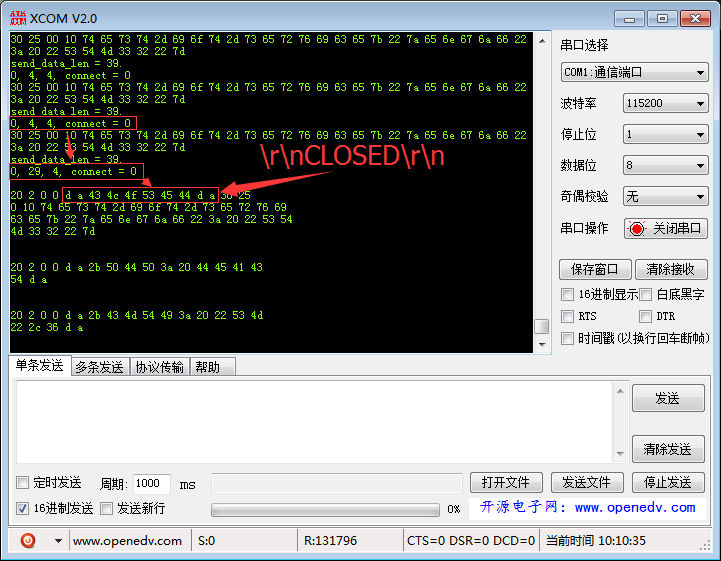 ATK XCOM XCOM V2.0
30 25 00 10 74 65 73 74 2d 69 6f 74 2d 73 65 72 76 69 63 65 7b 22 7a 65 6e 67 6a 66 22
3a 20 22 53 54 4d 33 32 22 7d
send_data_len = 39.
0, 4, 4, connect = 0
30 25 00 10 74 65 73 74 2d 69 6f 74 2d 73 65 72 76 69 63 65 7b 22 7a 65 6e 67 6a 66 22
3a 20 22 53 54 4d 33 32 22 7d
send_data_len = 39.
0, 4, 4, connect = 0
30 25 00 10 74 65 73 74 2d 69 6f 74 2d 73 65 72 76 69 63 65 7b 22 7a 65 6e 67 6a 66 22
3a 20 22 53 54 4d 33 32 22 7d
send_data_len = 39.
0, 29, 4, connect = 0
\r\nCLOSED\r\n
20 2 0 0 d a 43 4c 4f 53 45 44 d a 30 25
0 10 74 65 73 74 2d 69 6f 74 2d 73 65 72 76 69
63 65 7b 22 7a 65 6e 67 6a 66 22 3a 20 22 53 54
4d 33 32 22 7d
20 2 0 0 d a 2b 50 44 50 3a 20 44 45 41 43
54 d a
20 2 0 0 d a 2b 43 4d 54 49 3a 20 22 53 4d
22 2c 36 d a
串口选择
COM1:通信端口
波特率 115200
停止位 1
数据位 8
奇偶校验 无
串口操作 关闭串口
保存窗口 清除接收
16进制显示 白底黑字
RTS DTR
时间戳(以换行回车断帧)
单条发送 多条发送 协议传输 帮助
发送
清除发送
定时发送 周期: 1000 ms 打开文件 发送文件 停止发送
16进制发送 发送新行 0% 开源电子网: www.openedv.com
www.openedv.com S:0 R:131796 CTS=0 DSR=0 DCD=0 当前时间 10:10:35